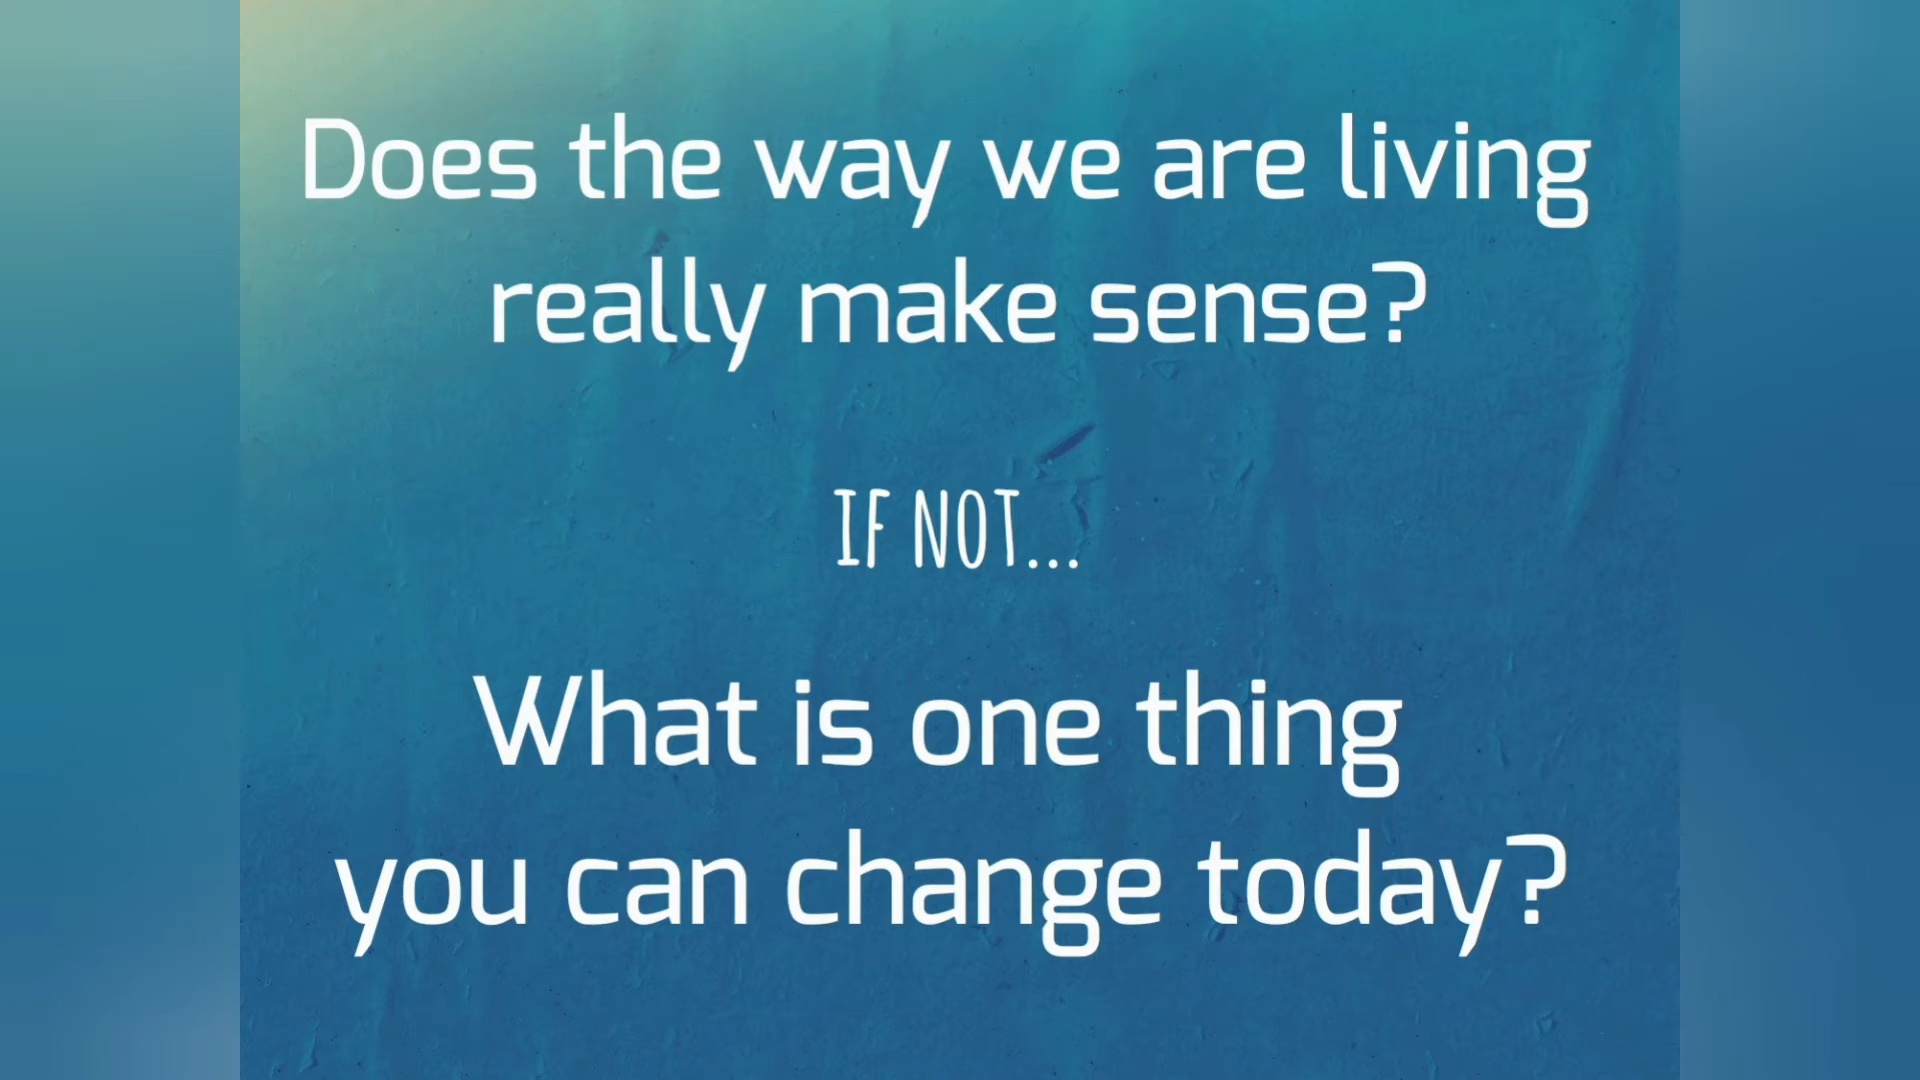 Does the way we are living
really make sense?
IF NOT...
What is one thing
you can change today?